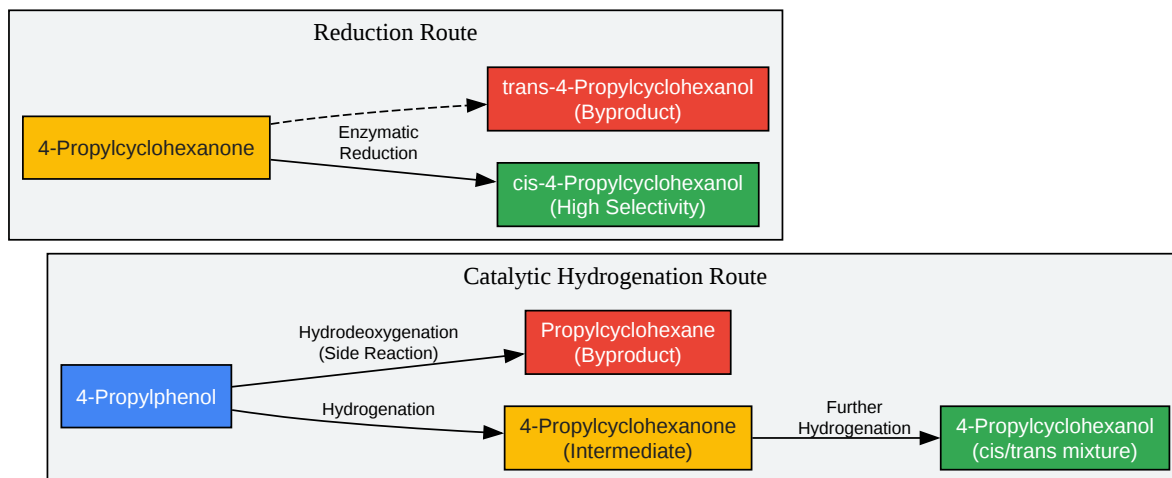 Reduction Route
4-Propylcyclohexanone
Enzymatic
Reduction
trans-4-Propylcyclohexanol
(Byproduct)
cis-4-Propylcyclohexanol
(High Selectivity)
Catalytic Hydrogenation Route
4-Propylphenol
Hydrodeoxygenation
(Side Reaction)
Propylcyclohexane
(Byproduct)
Hydrogenation
4-Propylcyclohexanone
(Intermediate)
Further
Hydrogenation
4-Propylcyclohexanol
(cis/trans mixture)